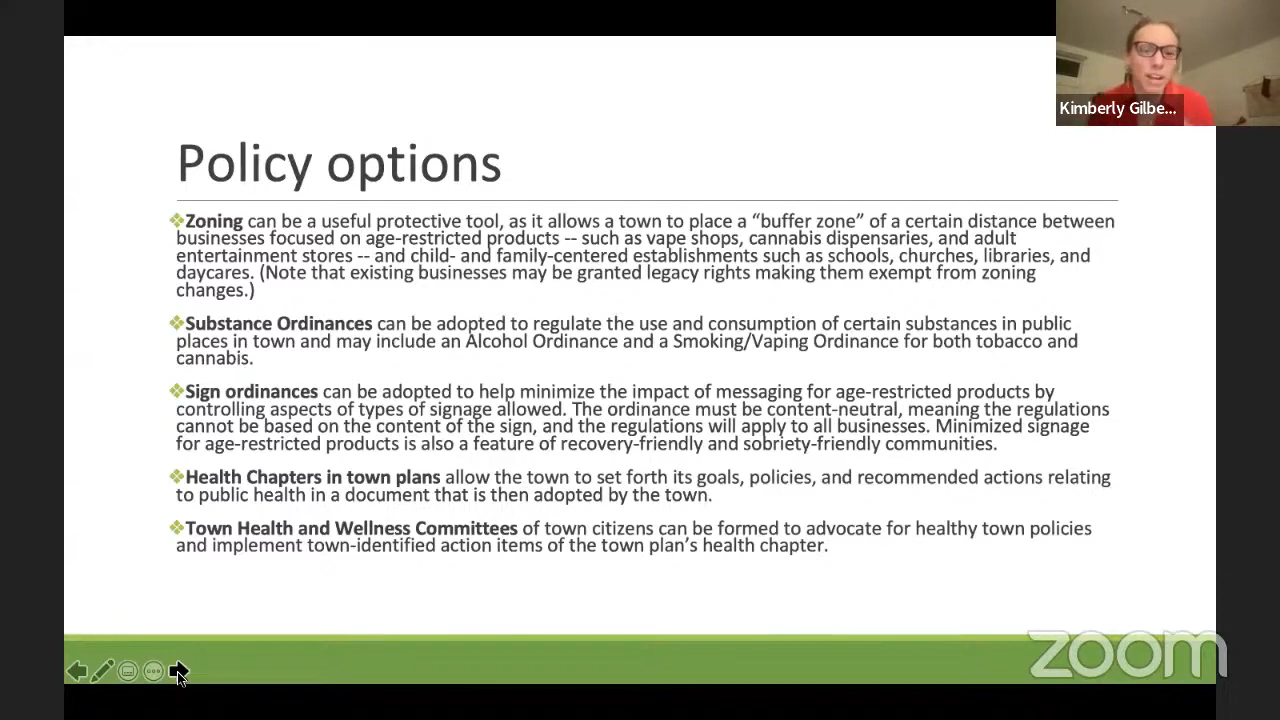 Kimberly Gilbe...
Policy options
❖Zoning can be a useful protective tool, as it allows a town to place a “buffer zone” of a certain distance between
businesses focused on age-restricted products -- such as vape shops, cannabis dispensaries, and adult
entertainment stores -- and child- and family-centered establishments such as schools, churches, libraries, and
daycares. (Note that existing businesses may be granted legacy rights making them exempt from zoning
changes.)
❖Substance Ordinances can be adopted to regulate the use and consumption of certain substances in public
places in town and may include an Alcohol Ordinance and a Smoking/Vaping Ordinance for both tobacco and
cannabis.
❖Sign ordinances can be adopted to help minimize the impact of messaging for age-restricted products by
controlling aspects of types of signage allowed. The ordinance must be content-neutral, meaning the regulations
cannot be based on the content of the sign, and the regulations will apply to all businesses. Minimized signage
for age-restricted products is also a feature of recovery-friendly and sobriety-friendly communities.
❖Health Chapters in town plans allow the town to set forth its goals, policies, and recommended actions relating
to public health in a document that is then adopted by the town.
❖Town Health and Wellness Committees of town citizens can be formed to advocate for healthy town policies
and implement town-identified action items of the town plan’s health chapter.
zoom